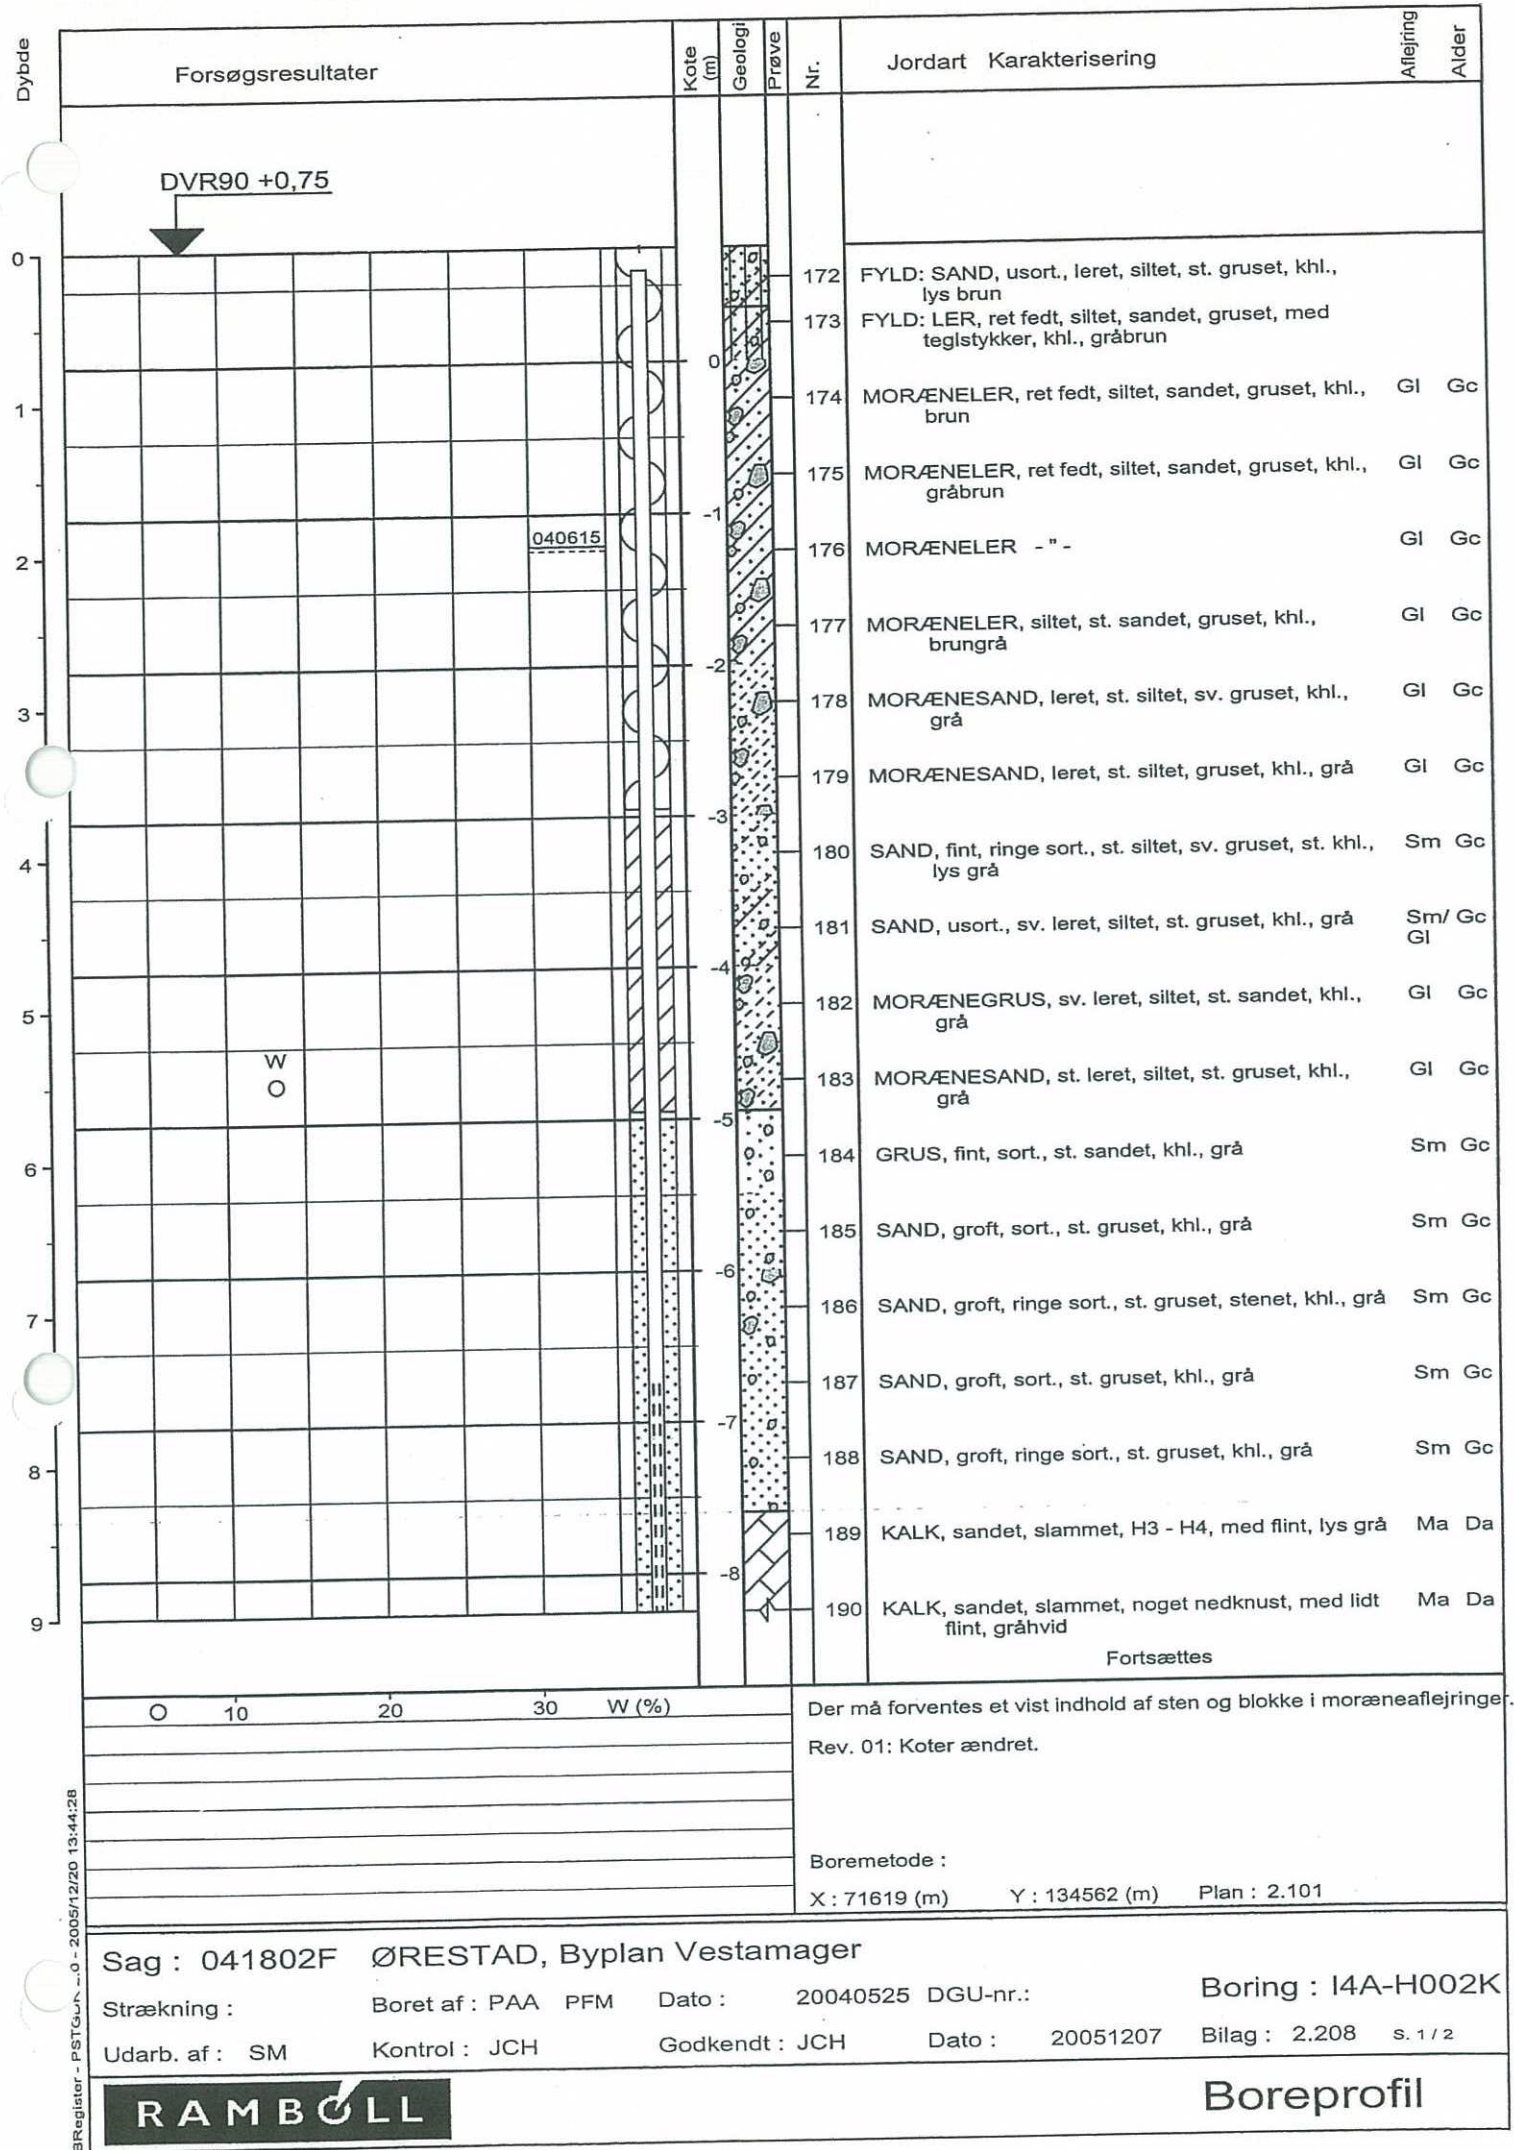 Dybde
Forsøgsresultater
Kote (m)
Geologi
Prøve
Nr.
Jordart Karakterisering
Aflejring
Alder
DVR90 +0,75
0
1
2
3
4
5
6
7
8
9
0
-1
-2
-3
-4
-5
-6
-7
-8
040615
W
172 FYLD: SAND, usort., leret, siltet, st. gruset, khl.,
lys brun
173 FYLD: LER, ret fedt, siltet, sandet, gruset, med
teglstykker, khl., gråbrun
174 MORÆNELER, ret fedt, siltet, sandet, gruset, khl., Gl Gc
brun
175 MORÆNELER, ret fedt, siltet, sandet, gruset, khl., Gl Gc
gråbrun
176 MORÆNELER - " - Gl Gc
177 MORÆNELER, siltet, st. sandet, gruset, khl., Gl Gc
brungrå
178 MORÆNESAND, leret, st. siltet, sv. gruset, khl., Gl Gc
grå
179 MORÆNESAND, leret, st. siltet, gruset, khl., grå Gl Gc
180 SAND, fint, ringe sort., st. siltet, sv. gruset, st. khl., Sm Gc
lys grå
181 SAND, usort., sv. leret, siltet, st. gruset, khl., grå Sm/ Gc
Gl
182 MORÆNEGRUS, sv. leret, siltet, st. sandet, khl., Gl Gc
grå
183 MORÆNESAND, st. leret, siltet, st. gruset, khl., Gl Gc
grå
184 GRUS, fint, sort., st. sandet, khl., grå Sm Gc
185 SAND, groft, sort., st. gruset, khl., grå Sm Gc
186 SAND, groft, ringe sort., st. gruset, stenet, khl., grå Sm Gc
187 SAND, groft, sort., st. gruset, khl., grå Sm Gc
188 SAND, groft, ringe sort., st. gruset, khl., grå Sm Gc
189 KALK, sandet, slammet, H3 - H4, med flint, lys grå Ma Da
190 KALK, sandet, slammet, noget nedknust, med lidt Ma Da
flint, gråhvid
Fortsættes
10 20 30 W (%)
Der må forventes et vist indhold af sten og blokke i moræneaflejringer.
Rev. 01: Koter ændret.
Boremetode :
X : 71619 (m) Y : 134562 (m) Plan : 2.101
2005/12/20 13:44:28
BRegister -
Sag : 041802F ØRESTAD, Byplan Vestamager
Strækning : Boret af : PAA PFM Dato : 20040525 DGU-nr.: Boring : I4A-H002K
Udarb. af : SM Kontrol : JCH Godkendt : JCH Dato : 20051207 Bilag : 2.208 S. 1 / 2
RAMBØLL
Boreprofil